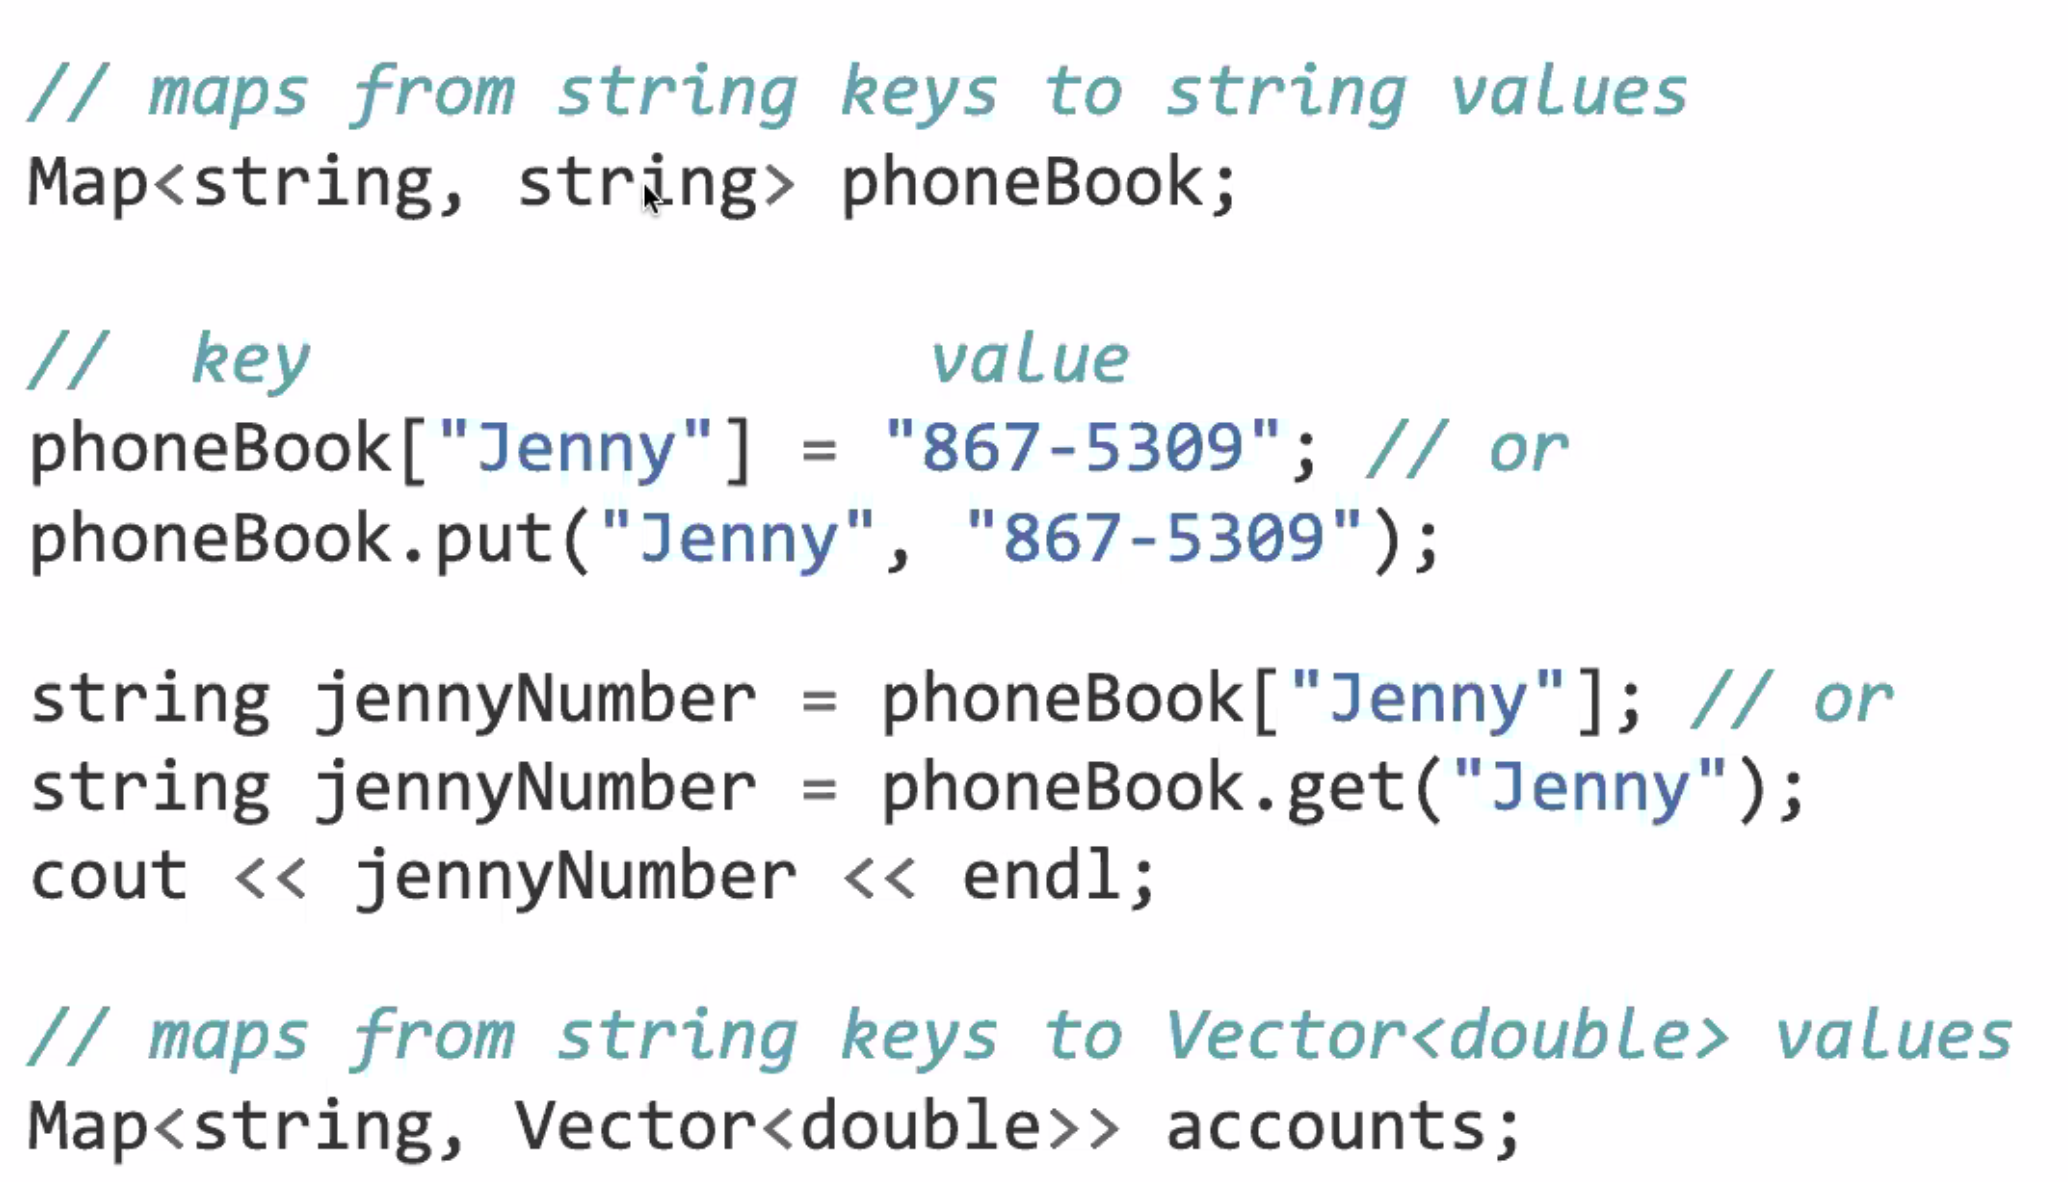 // maps from string keys to string values
Map<string, string> phoneBook;
//  key                 value
phoneBook["Jenny"] = "867-5309"; // or
phoneBook.put("Jenny", "867-5309");
string jennyNumber = phoneBook["Jenny"]; // or
string jennyNumber = phoneBook.get("Jenny");
cout << jennyNumber << endl;
// maps from string keys to Vector<double> values
Map<string, Vector<double>> accounts;